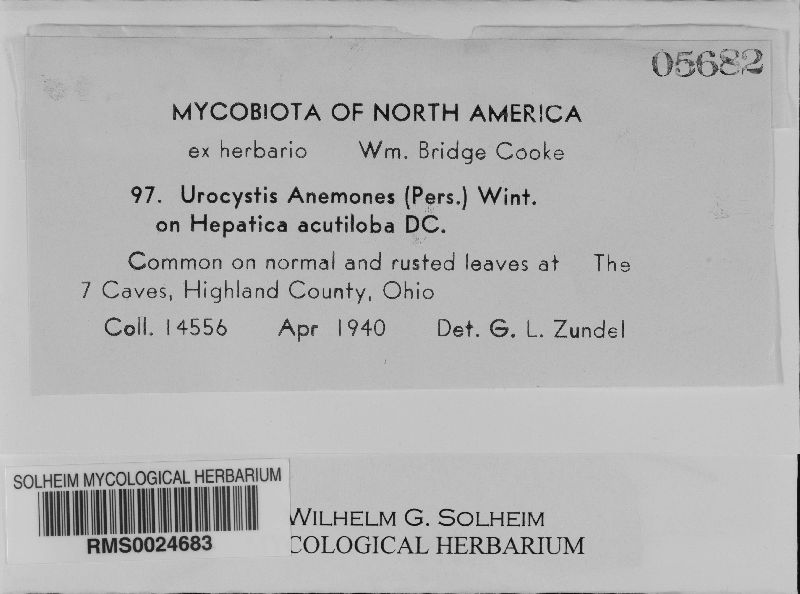 05682
MYCOBIOTA OF NORTH AMERICA
ex herbario Wm. Bridge Cooke
97. Urocystis Anemones (Pers.) Wint.
on Hepatica acutiloba DC.
Common on normal and rusted leaves at The
7 Caves, Highland County, Ohio
Coll. 14556 Apr 1940 Det. G. L. Zundel
SOLHEIM MYCOLOGICAL HERBARIUM
RMS0024683
WILHELM G. SOLHEIM
COLOGICAL HERBARIUM